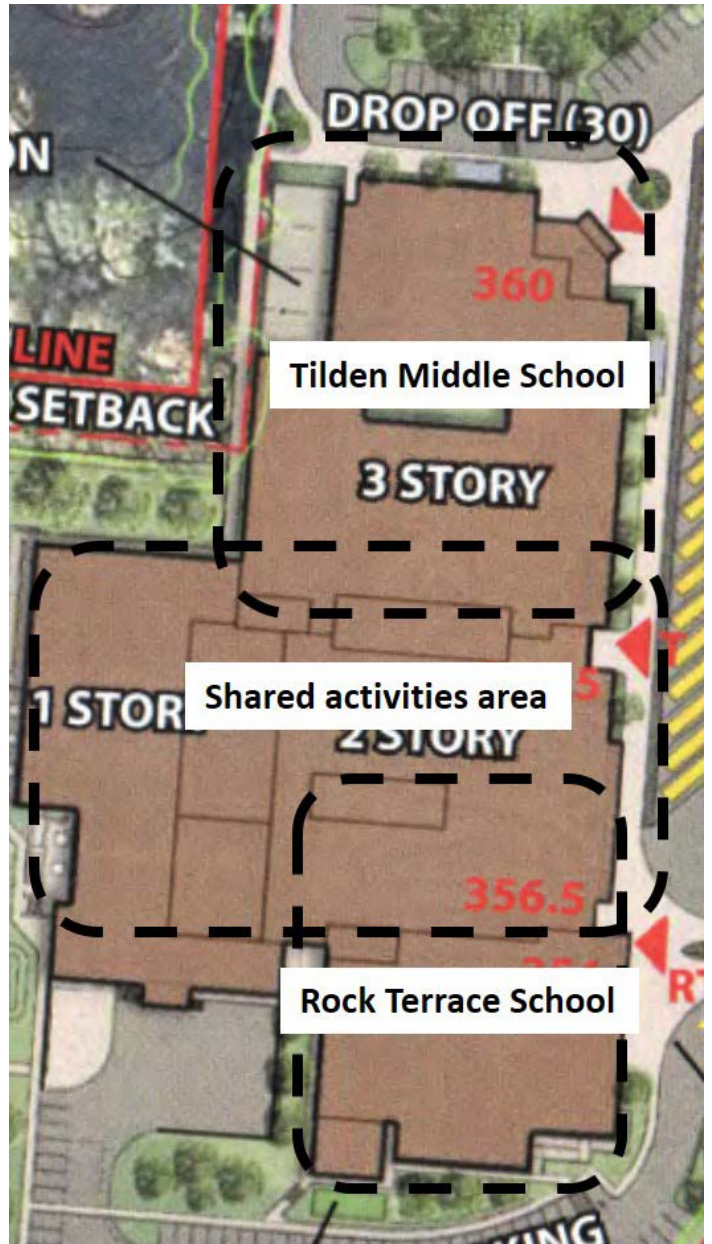 DROP OFF (30)
ON
360
LINE
SETBACK
Tilden Middle School
3 STORY
T
Shared activities area
1 STOR
2 STORY
5
356.5
Rock Terrace School
RT
KING